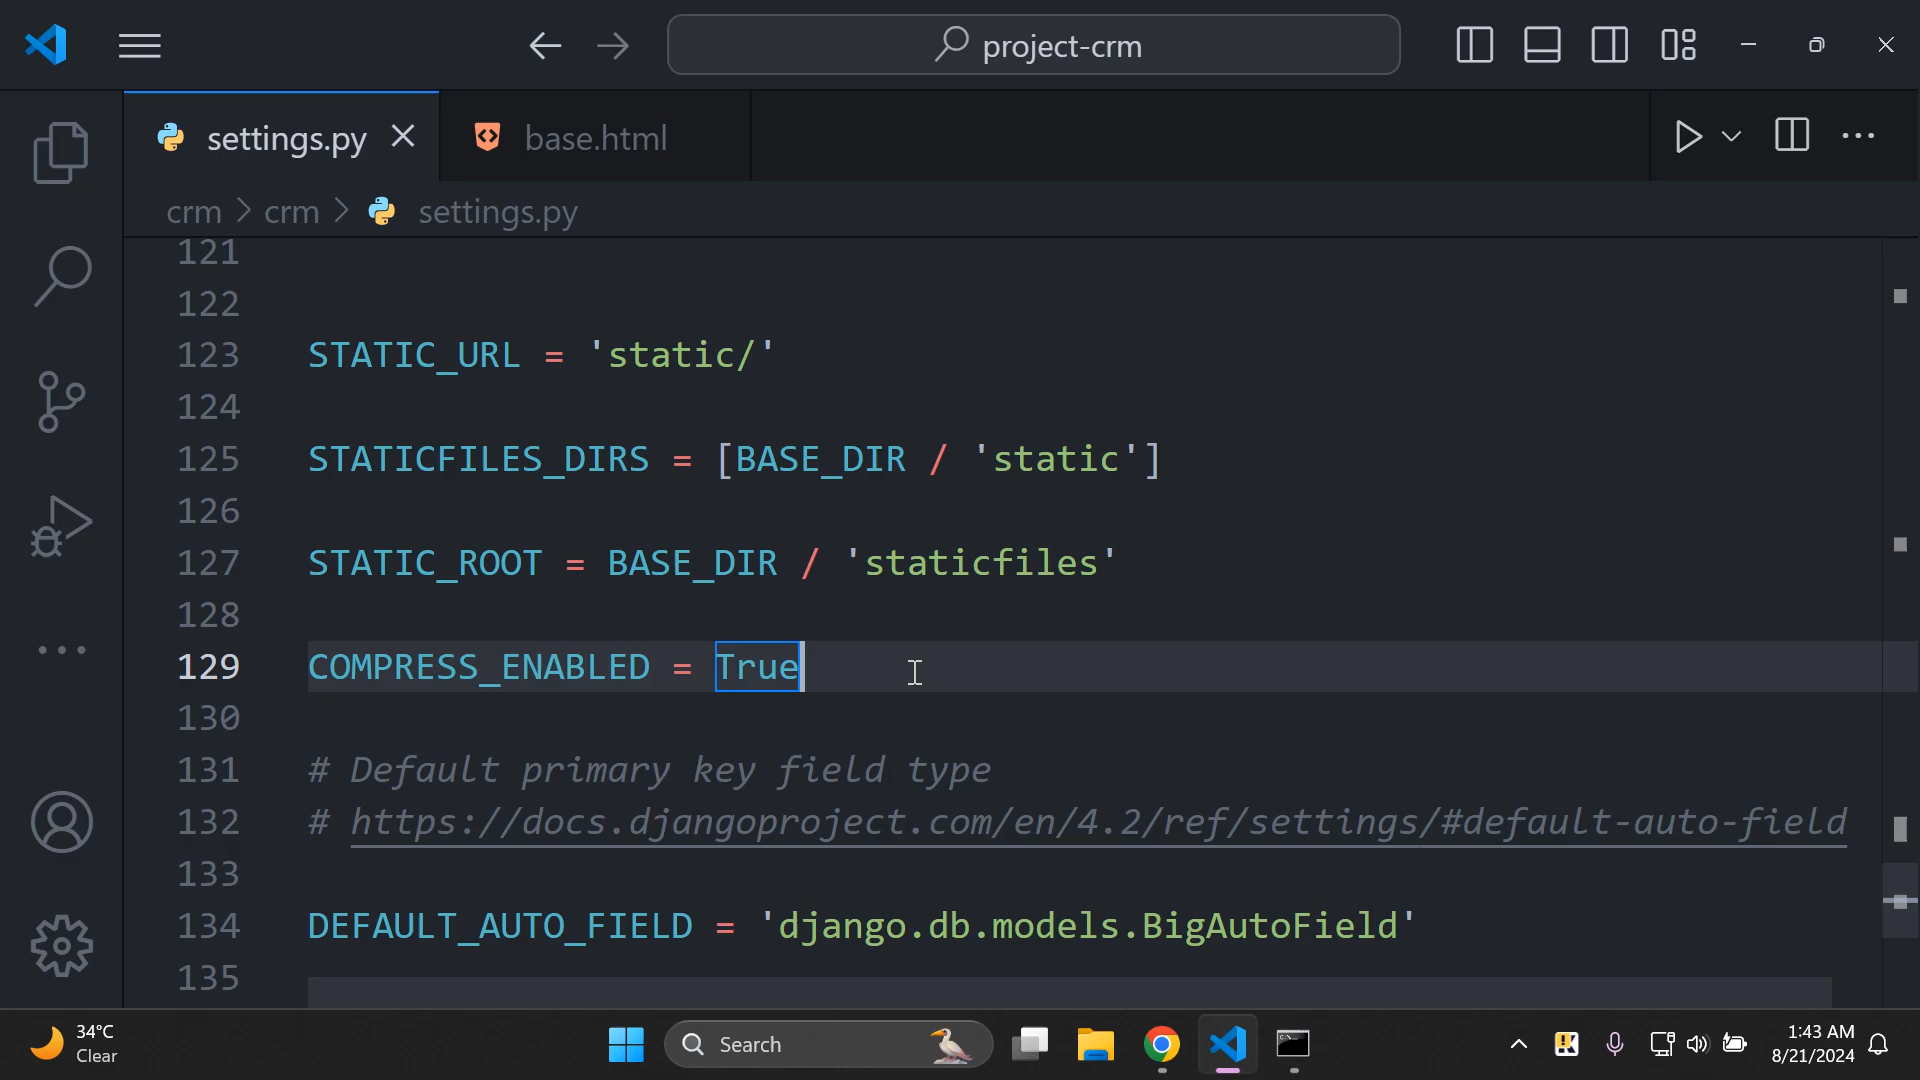 project-crm
settings.py
base.html
crm > crm > settings.py
121
122
123 STATIC_URL = 'static/'
124
125 STATICFILES_DIRS = [BASE_DIR / 'static']
126
127 STATIC_ROOT = BASE_DIR / 'staticfiles'
128
129 COMPRESS_ENABLED = True
130
131 # Default primary key field type
132 # https://docs.djangoproject.com/en/4.2/ref/settings/#default-auto-field
133
134 DEFAULT_AUTO_FIELD = 'django.db.models.BigAutoField'
135
34°C
Clear
Search
1:43 AM
8/21/2024